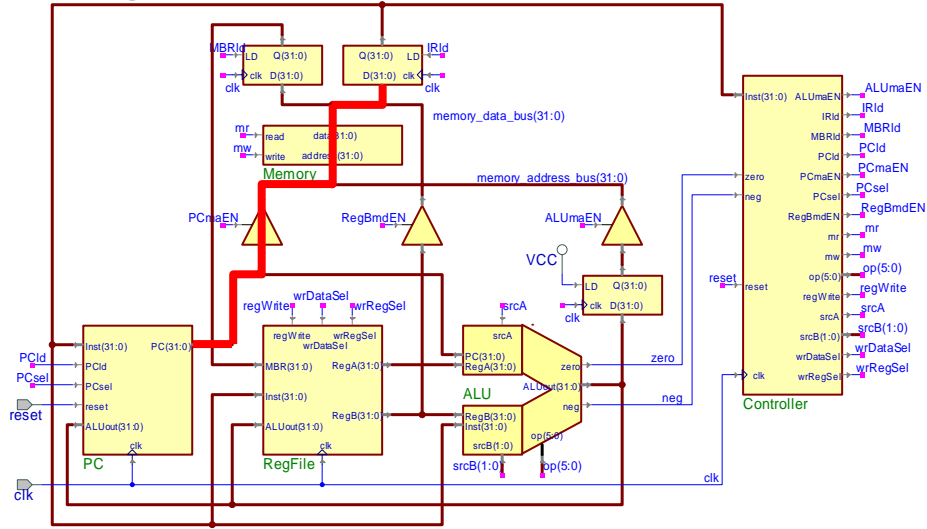 MBRld
LD
Q(31:0)
D(31:0)
clk
clk
Q(31:0)
LD
D(31:0)
clk
IRld
clk
memory_data_bus(31:0)
mr
mw
read
write
data(31:0)
address(31:0)
Memory
memory_address_bus(31:0)
PCmaEN
RegBmdEN
ALUmaEN
VCC
LD
Q(31:0)
clk
D(31:0)
clk
PCld
PCsel
reset
clk
Inst(31:0)
PC(31:0)
PCld
PCsel
reset
ALUout(31:0)
clk
PC
regWrite
wrDataSel
wrRegSel
regWrite
wrRegSel
wrDataSel
MBR(31:0)
RegA(31:0)
Inst(31:0)
RegB(31:0)
ALUout(31:0)
clk
RegFile
srcA
srcA
PC(31:0)
RegA(31:0)
zero
ALUout(31:0)
neg
ALU
RegB(31:0)
Inst(31:0)
op(5:0)
srcB(1:0)
srcB(1:0)
op(5:0)
zero
neg
clk
reset
Inst(31:0)
zero
neg
reset
clk
ALUmaEN
IRld
MBRld
PCld
PCmaEN
PCsel
RegBmdEN
mr
mw
op(5:0)
regWrite
srcA
srcB(1:0)
wrDataSel
wrRegSel
ALUmaEN
IRld
MBRld
PCld
PCmaEN
PCsel
RegBmdEN
mr
mw
op(5:0)
regWrite
srcA
srcB(1:0)
wrDataSel
wrRegSel
Controller